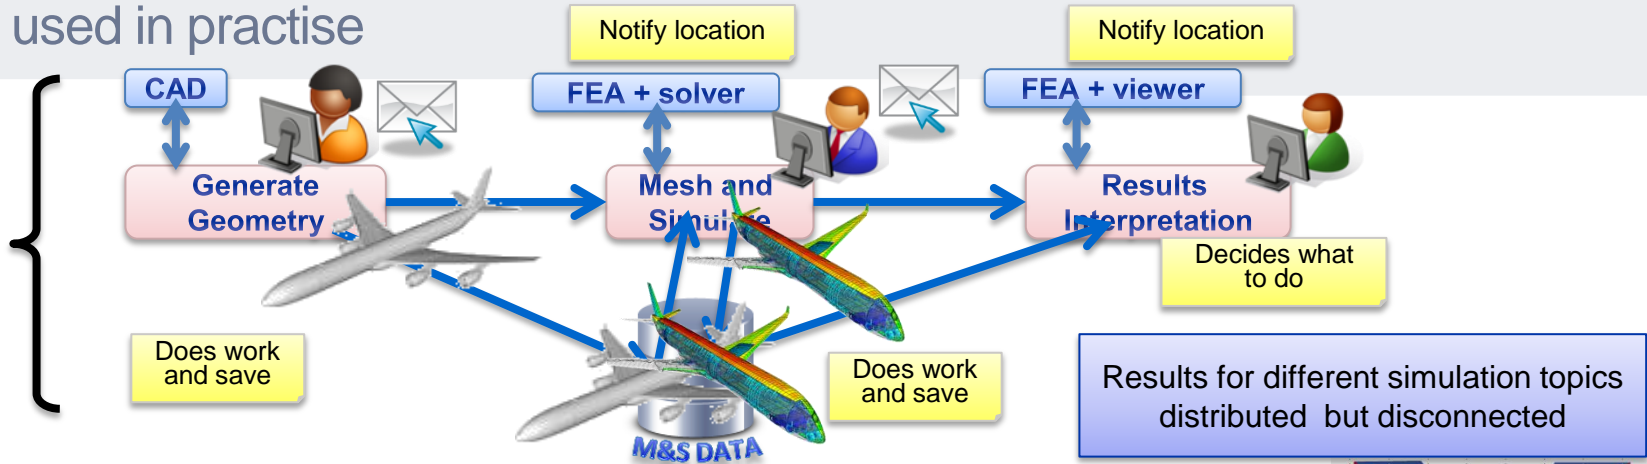 used in practise
Notify location
Notify location
CAD
FEA + solver
FEA + viewer
Generate
Geometry
Mesh and
Simulate
Results
Interpretation
Decides what
to do
Does work
and save
Does work
and save
Results for different simulation topics
distributed but disconnected
M&S DATA